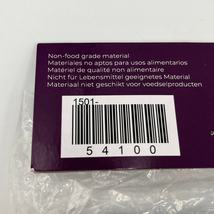 Non-food grade material
Materiales no aptos para usos alimentarios
Matériel de qualité non alimentaire
Nicht für Lebensmittel geeignetes Material
Materiaal niet geschikt voor voedselproducten
1501-
54100